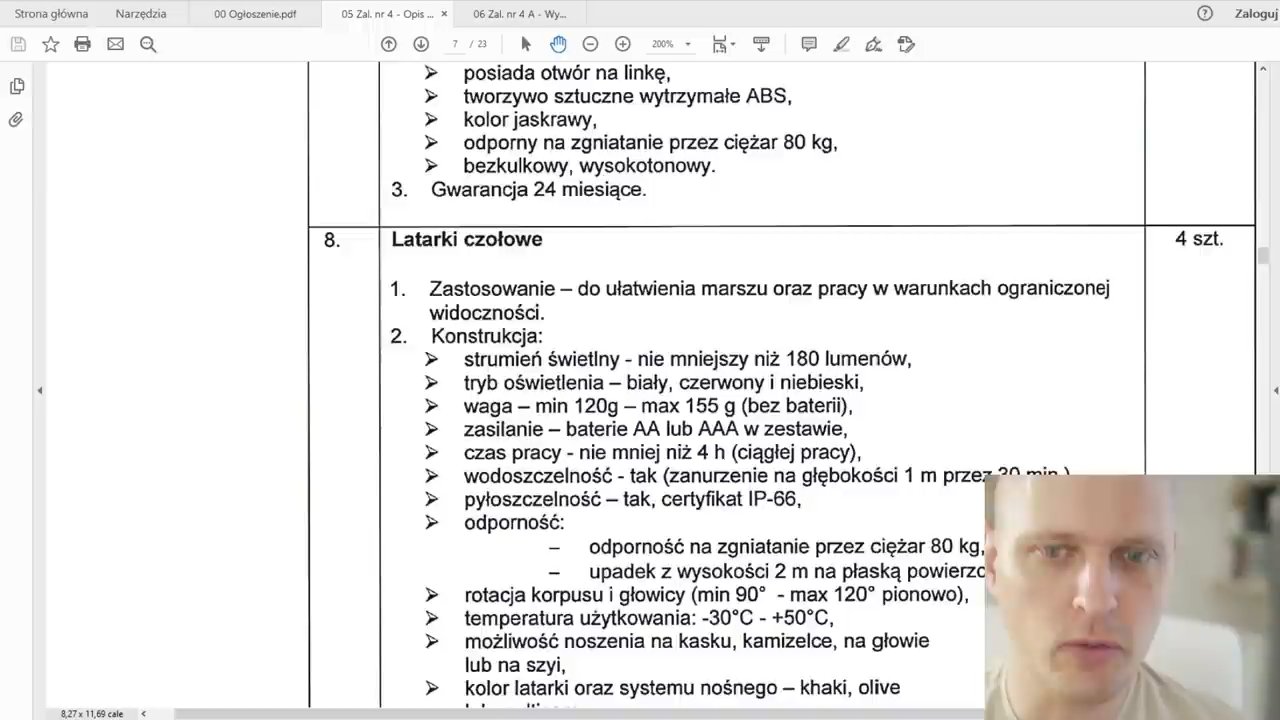 Strona główna Narzędzia 00 Ogłoszenie.pdf 05 Zal. nr 4 - Opis ... × 06 Zal. nr 4 A - Wy... Zaloguj
7 / 23 200%
posiada otwór na linkę,
tworzywo sztuczne wytrzymałe ABS,
kolor jaskrawy,
odporny na zgniatanie przez ciężar 80 kg,
bezkulkowy, wysokotonowy.
3. Gwarancja 24 miesiące.
8. Latarki czołowe 4 szt.
1. Zastosowanie – do ułatwienia marszu oraz pracy w warunkach ograniczonej
widoczności.
2. Konstrukcja:
strumień świetlny - nie mniejszy niż 180 lumenów,
tryb oświetlenia – biały, czerwony i niebieski,
waga – min 120g – max 155 g (bez baterii),
zasilanie – baterie AA lub AAA w zestawie,
czas pracy - nie mniej niż 4 h (ciągłej pracy),
wodoszczelność - tak (zanurzenie na głębokości 1 m przez 30 min.)
pyłoszczelność – tak, certyfikat IP-66,
odporność:
– odporność na zgniatanie przez ciężar 80 kg,
– upadek z wysokości 2 m na płaską powierzc
rotacja korpusu i głowicy (min 90° - max 120° pionowo),
temperatura użytkowania: -30°C - +50°C,
możliwość noszenia na kasku, kamizelce, na głowie
lub na szyi,
kolor latarki oraz systemu nośnego – khaki, olive
8,27 x 11,69 cale